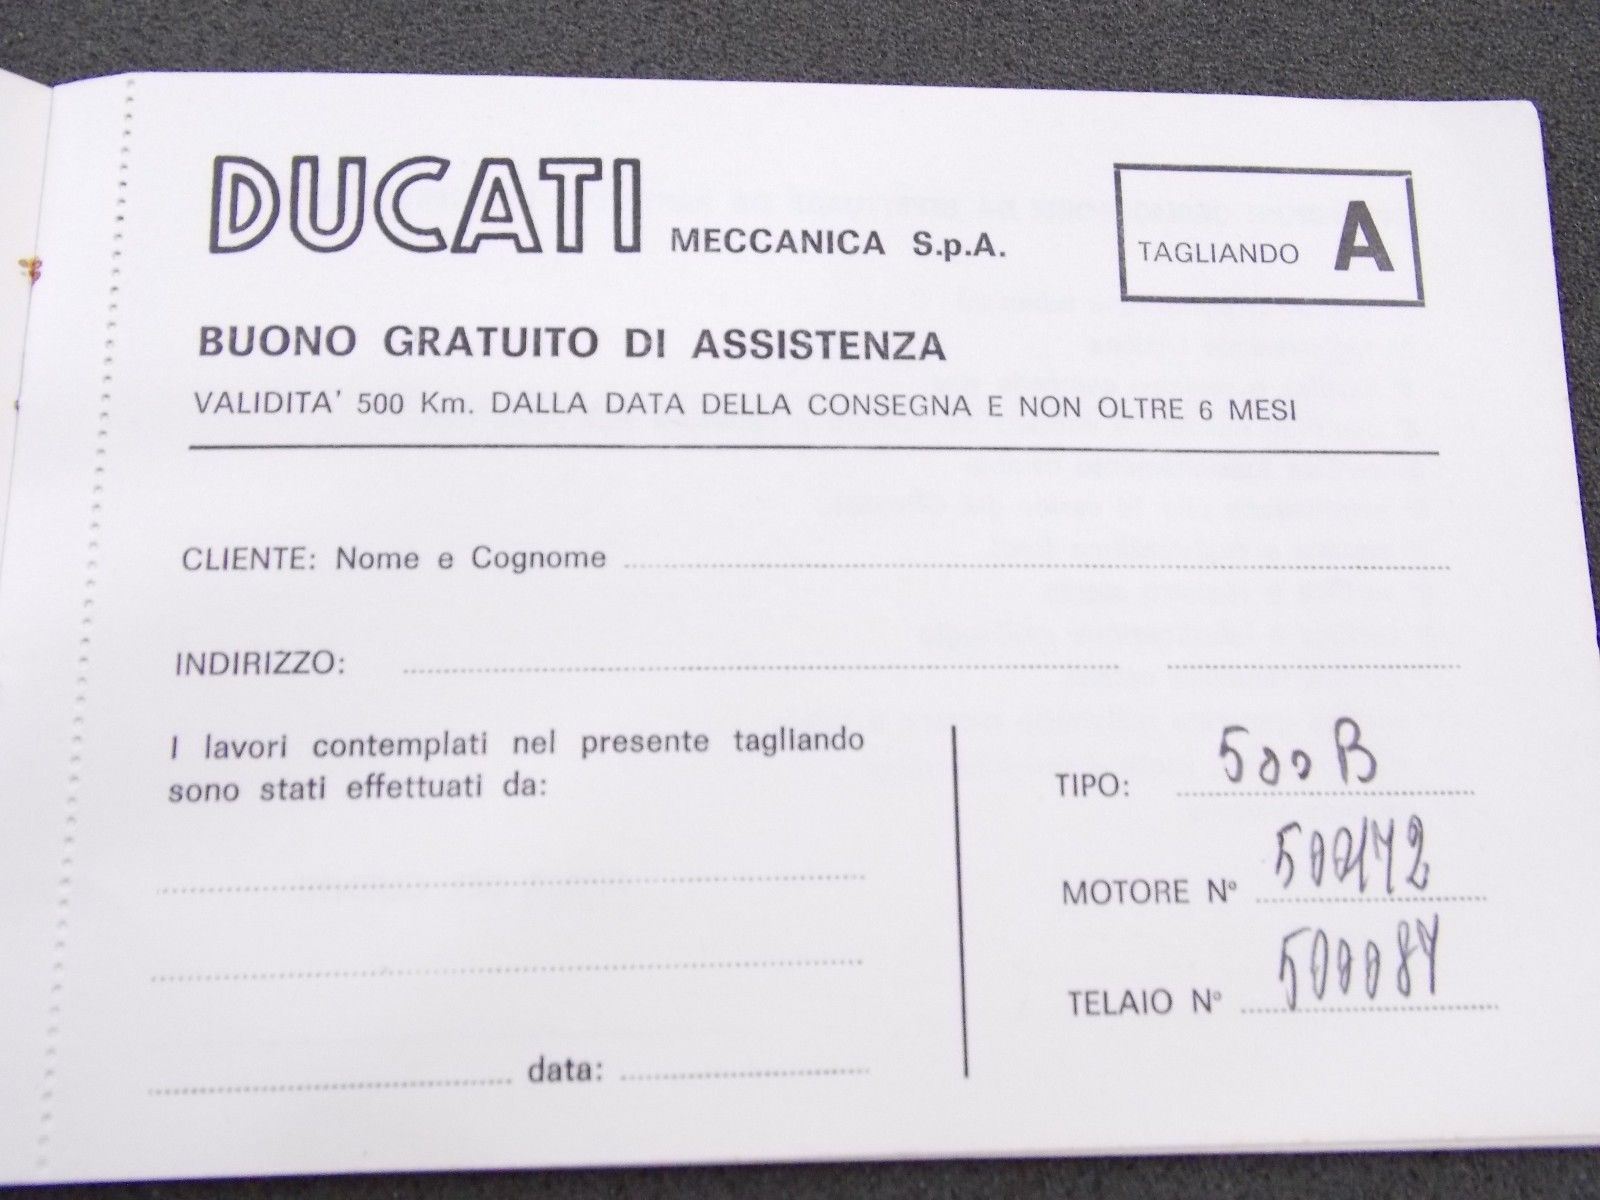 DUCATI MECCANICA S.p.A.
TAGLIANDO A
BUONO GRATUITO DI ASSISTENZA
VALIDITA' 500 Km. DALLA DATA DELLA CONSEGNA E NON OLTRE 6 MESI
CLIENTE: Nome e Cognome
INDIRIZZO:
I lavori contemplati nel presente tagliando
sono stati effettuati da:
data:
TIPO: 500 B
MOTORE N° 500172
TELAIO N° 500087